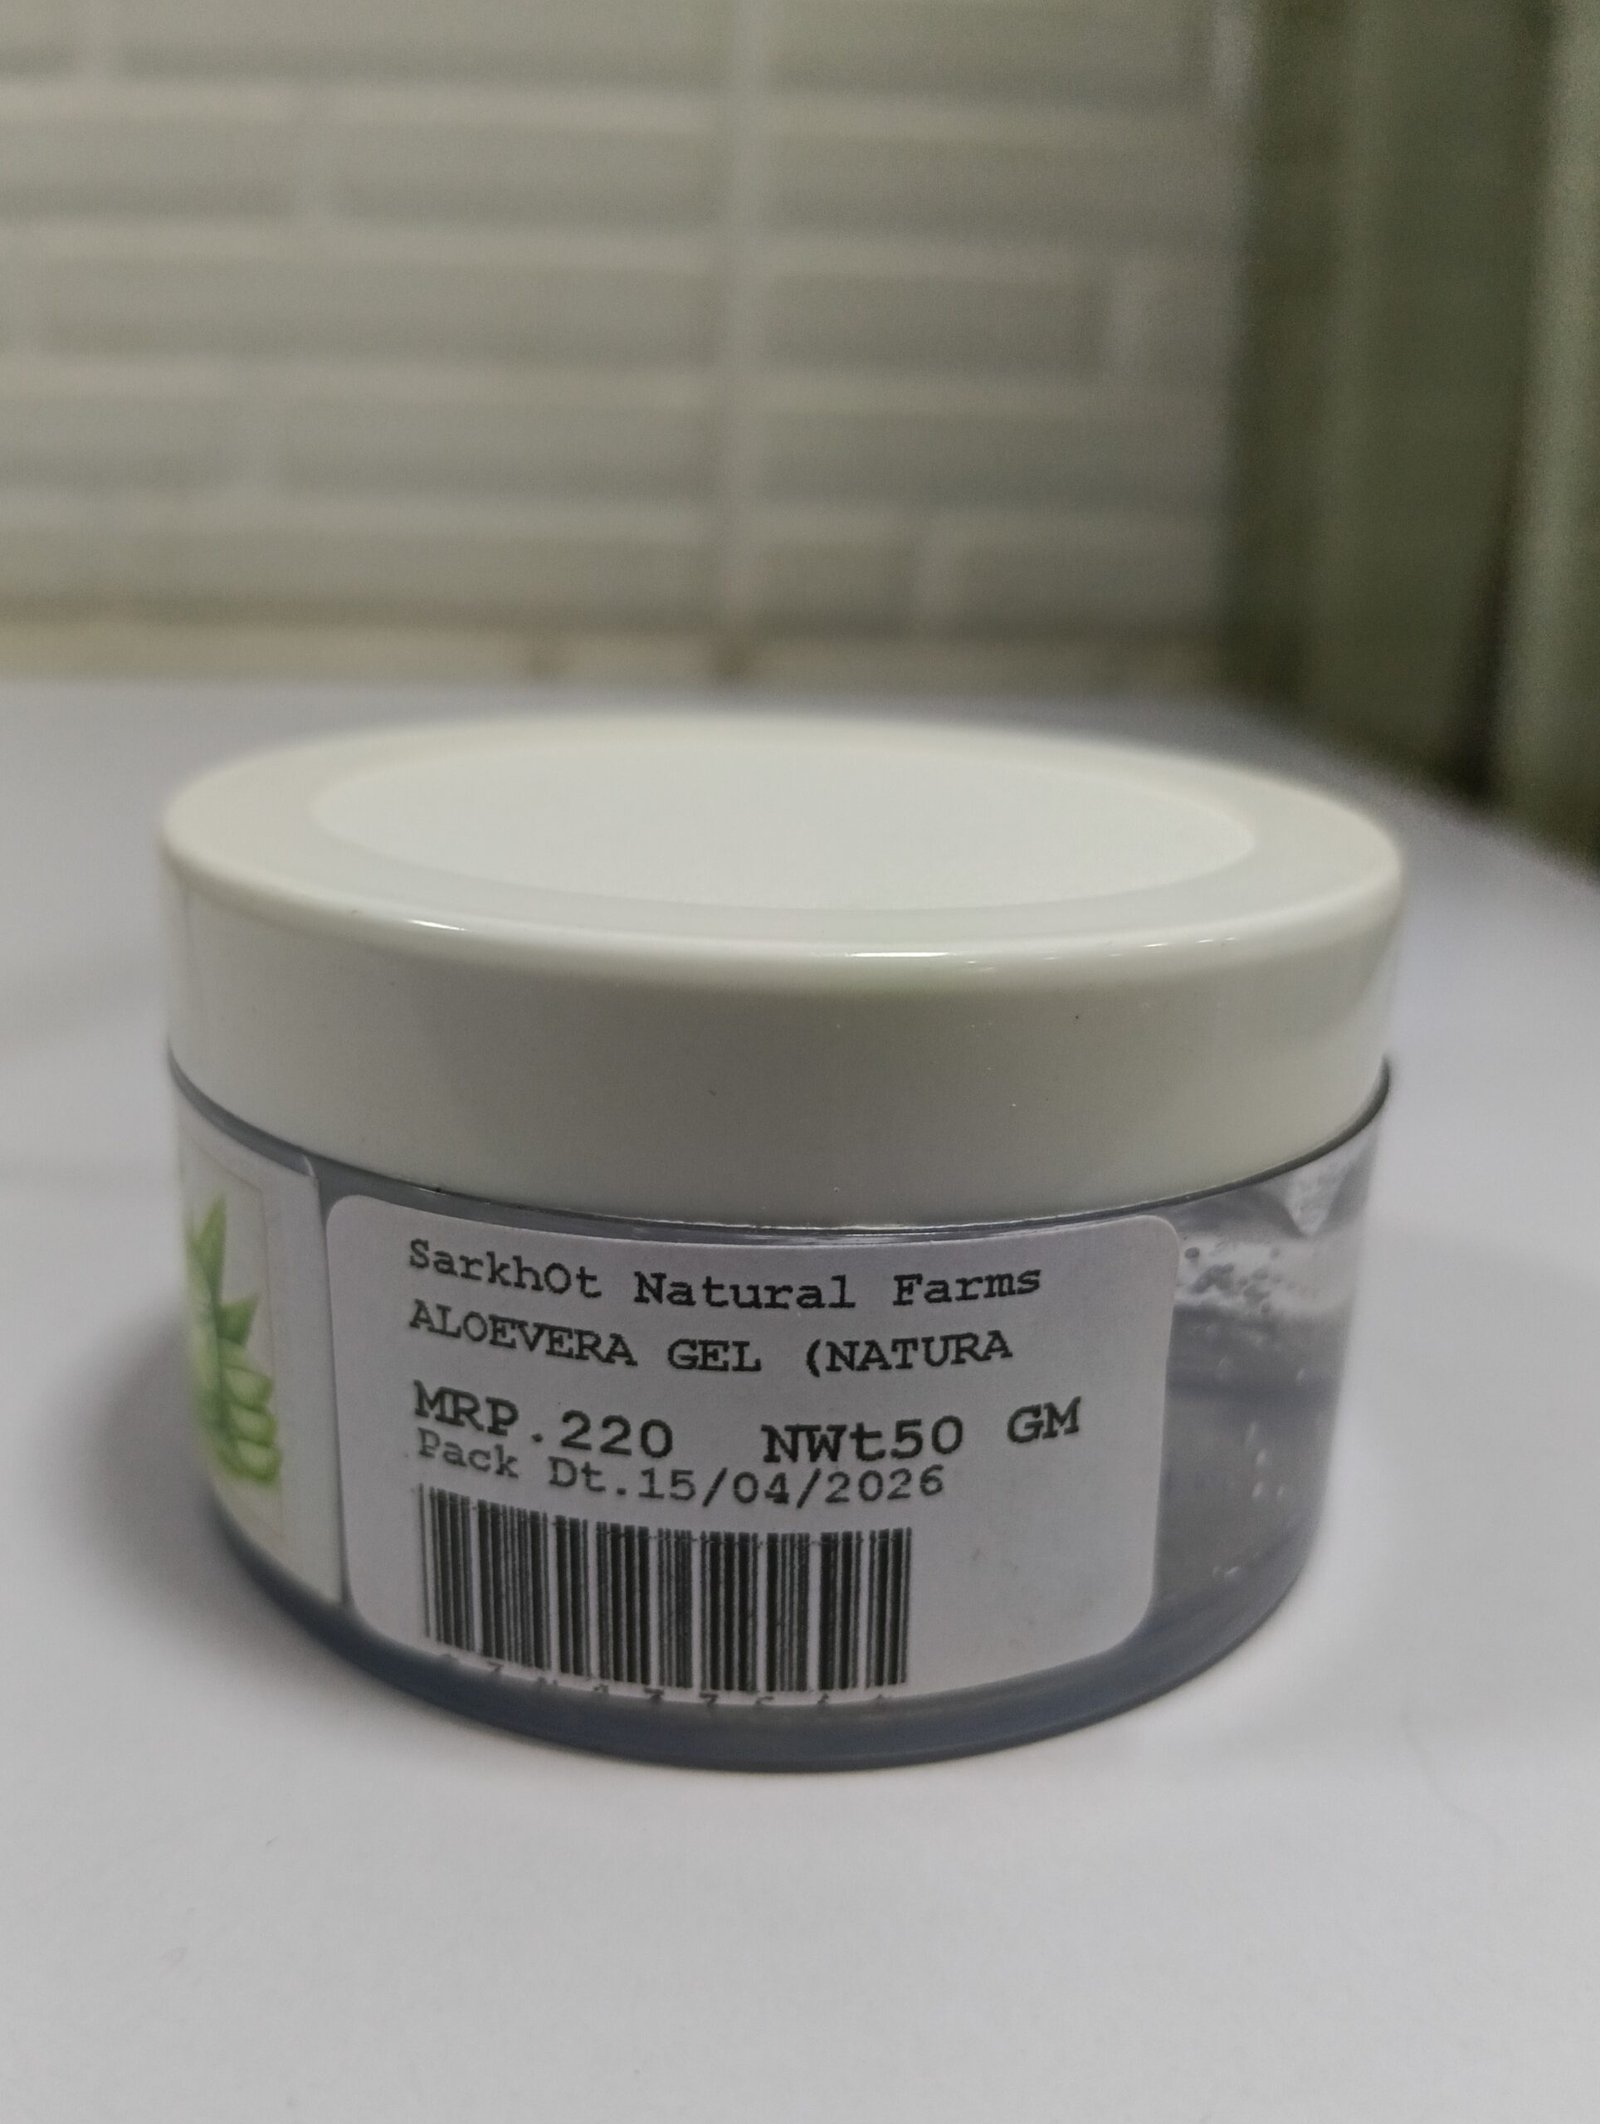 SarkhOt Natural Farms
ALOEVERA GEL (NATURA
MRP.220 NWt50 GM
Pack Dt.15/04/2026